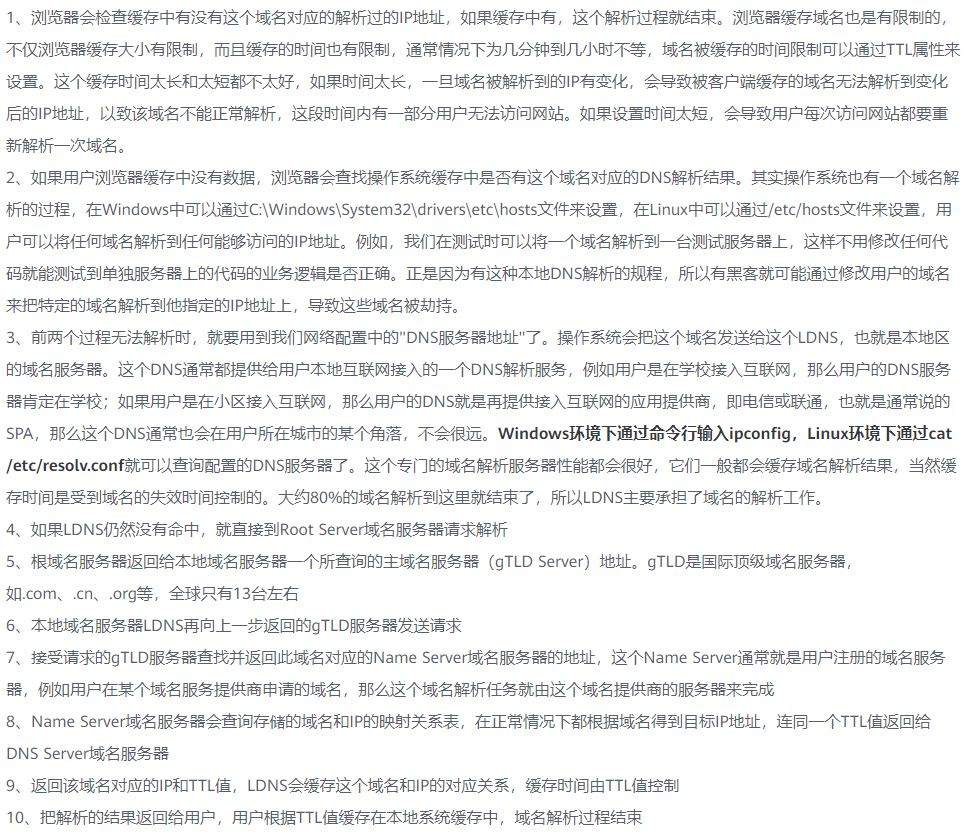 1、浏览器会检查缓存中有没有这个域名对应的解析过的IP地址，如果缓存中有，这个解析过程就结束。浏览器缓存域名也是有限制的，
不仅浏览器缓存大小有限制，而且缓存的时间也有限制，通常情况下为几分钟到几小时不等，域名被缓存的时间限制可以通过TTL属性来
设置。这个缓存时间太长和太短都不太好，如果时间太长，一旦域名被解析到的IP有变化，会导致被客户端缓存的域名无法解析到变化
后的IP地址，以致该域名不能正常解析，这段时间内有一部分用户无法访问网站。如果设置时间太短，会导致用户每次访问网站都要重
新解析一次域名。
2、如果用户浏览器缓存中没有数据，浏览器会查找操作系统缓存中是否有这个域名对应的DNS解析结果。其实操作系统也有一个域名解
析的过程，在Windows中可以通过C:\Windows\System32\drivers\etc\hosts文件来设置，在Linux中可以通过/etc/hosts文件来设置，用
户可以将任何域名解析到任何能够访问的IP地址。例如，我们在测试时可以将一个域名解析到一台测试服务器上，这样不用修改任何代
码就能测试到单独服务器上的代码的业务逻辑是否正确。正是因为有这种本地DNS解析的规程，所以有黑客就可能通过修改用户的域名
来把特定的域名解析到他指定的IP地址上，导致这些域名被劫持。
3、前两个过程无法解析时，就要用到我们网络配置中的"DNS服务器地址"了。操作系统会把这个域名发送给这个LDNS，也就是本地区
的域名服务器。这个DNS通常都提供给用户本地互联网接入的一个DNS解析服务，例如用户是在学校接入互联网，那么用户的DNS服务
器肯定在学校；如果用户是在小区接入互联网，那么用户的DNS就是再提供接入互联网的应用提供商，即电信或联通，也就是通常说的
SPA，那么这个DNS通常也会在用户所在城市的某个角落，不会很远。Windows环境下通过命令行输入ipconfig，Linux环境下通过cat
/etc/resolv.conf就可以查询配置的DNS服务器了。这个专门的域名解析服务器性能都会很好，它们一般都会缓存域名解析结果，当然缓
存时间是受到域名的失效时间控制的。大约80%的域名解析到这里就结束了，所以LDNS主要承担了域名的解析工作。
4、如果LDNS仍然没有命中，就直接到Root Server域名服务器请求解析
5、根域名服务器返回给本地域名服务器一个所查询的主域名服务器（gTLD Server）地址。gTLD是国际顶级域名服务器，
如.com、.cn、.org等，全球只有13台左右
6、本地域名服务器LDNS再向上一步返回的gTLD服务器发送请求
7、接受请求的gTLD服务器查找并返回此域名对应的Name Server域名服务器的地址，这个Name Server通常就是用户注册的域名服务
器，例如用户在某个域名服务提供商申请的域名，那么这个域名解析任务就由这个域名提供商的服务器来完成
8、Name Server域名服务器会查询存储的域名和IP的映射关系表，在正常情况下都根据域名得到目标IP地址，连同一个TTL值返回给
DNS Server域名服务器
9、返回该域名对应的IP和TTL值，LDNS会缓存这个域名和IP的对应关系，缓存时间由TTL值控制
10、把解析的结果返回给用户，用户根据TTL值缓存在本地系统缓存中，域名解析过程结束